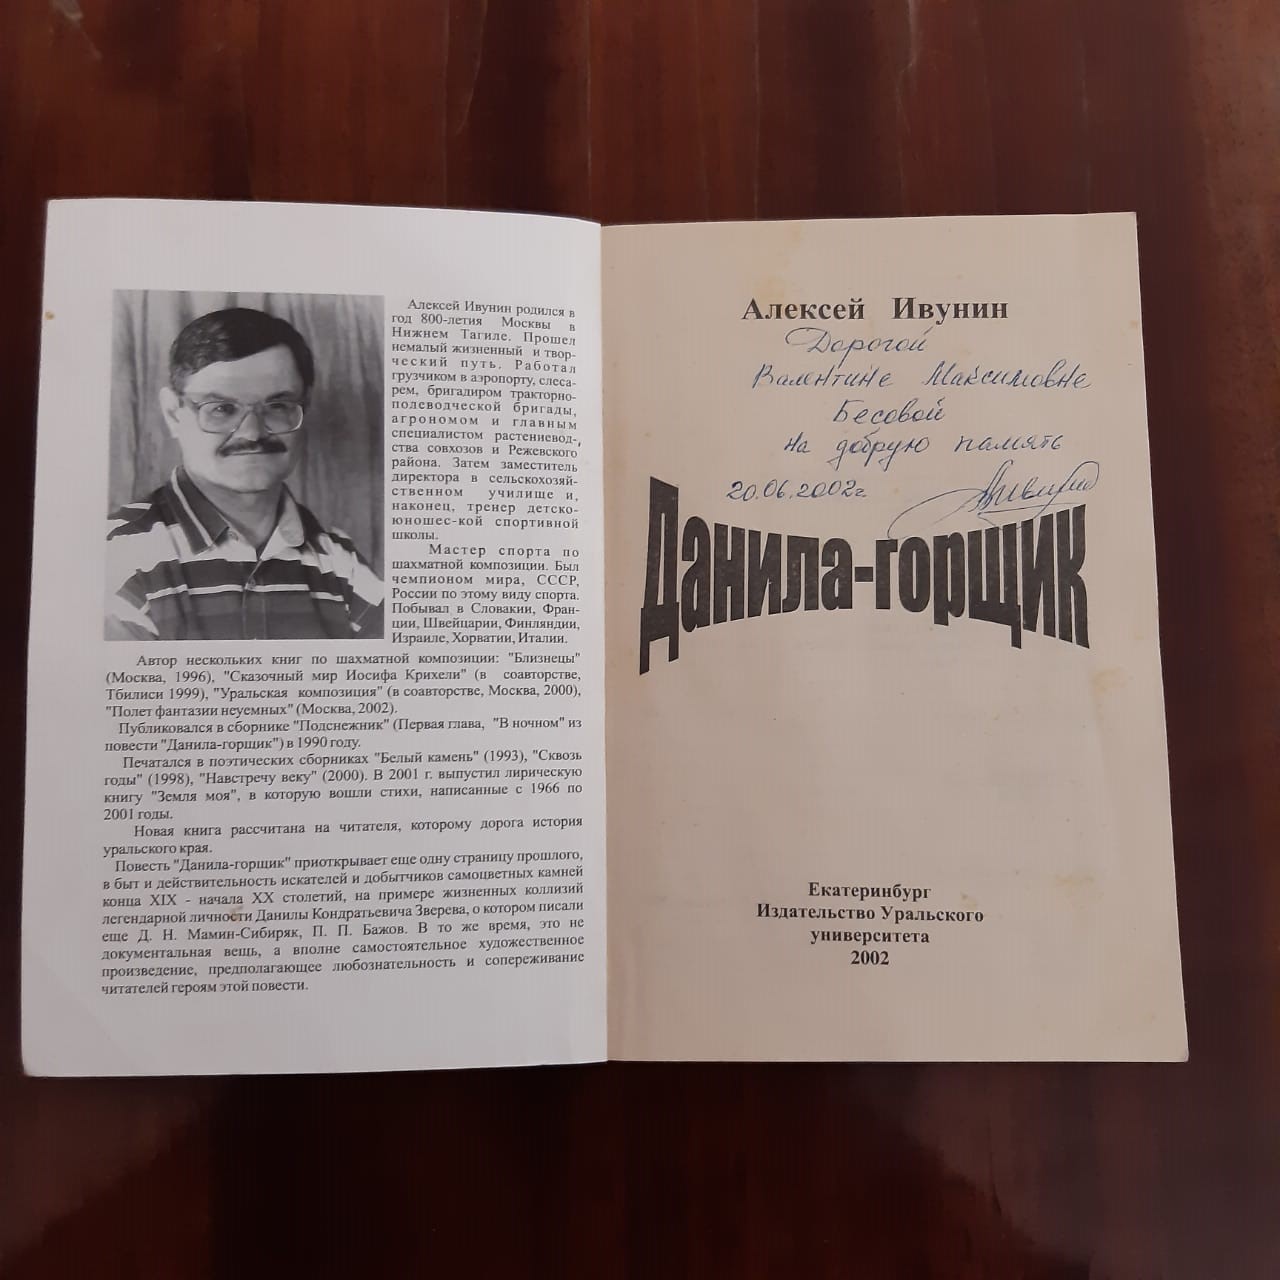 Алексей Ивунин родился в
год 800-летия Москвы в
Нижнем Тагиле. Прошел
немалый жизненный и твор-
ческий путь. Работал
грузчиком в аэропорту, слеса-
рем, бригадиром тракторно-
полеводческой бригады,
агрономом и главным
специалистом растениевод-
ства совхозов и Режевского
района. Затем заместитель
директора в сельскохозяй-
ственном училище и,
наконец, тренер детско-
юношес-кой спортивной
школы.
Мастер спорта по
шахматной композиции. Был
чемпионом мира, СССР,
России по этому виду спорта.
Побывал в Словакии, Фран-
ции, Швейцарии, Финляндии,
Израиле, Хорватии, Италии.
Автор нескольких книг по шахматной композиции: "Близнецы"
(Москва, 1996), "Сказочный мир Иосифа Крихели" (в соавторстве,
Тбилиси 1999), "Уральская композиция" (в соавторстве, Москва, 2000),
"Полет фантазии неуемных" (Москва, 2002).
Публиковался в сборнике "Подснежник" (Первая глава, "В ночном" из
повести "Данила-горщик") в 1990 году.
Печатался в поэтических сборниках "Белый камень" (1993), "Сквозь
годы" (1998), "Навстречу веку" (2000). В 2001 г. выпустил лирическую
книгу "Земля моя", в которую вошли стихи, написанные с 1966 по
2001 годы.
Новая книга рассчитана на читателя, которому дорога история
уральского края.
Повесть "Данила-горщик" приоткрывает еще одну страницу прошлого,
в быт и действительность искателей и добытчиков самоцветных камней
конца XIX - начала XX столетий, на примере жизненных коллизий
легендарной личности Данилы Кондратьевича Зверева, о котором писали
еще Д. Н. Мамин-Сибиряк, П. П. Бажов. В то же время, это не
документальная вещь, а вполне самостоятельное художественное
произведение, предполагающее любознательность и сопереживание
читателей героям этой повести.
Алексей Ивунин
Дорогой
Валентине Максимовне
Бесовой
на добрую память
20.06.2002г.
Данила-горщик
Екатеринбург
Издательство Уральского
университета
2002